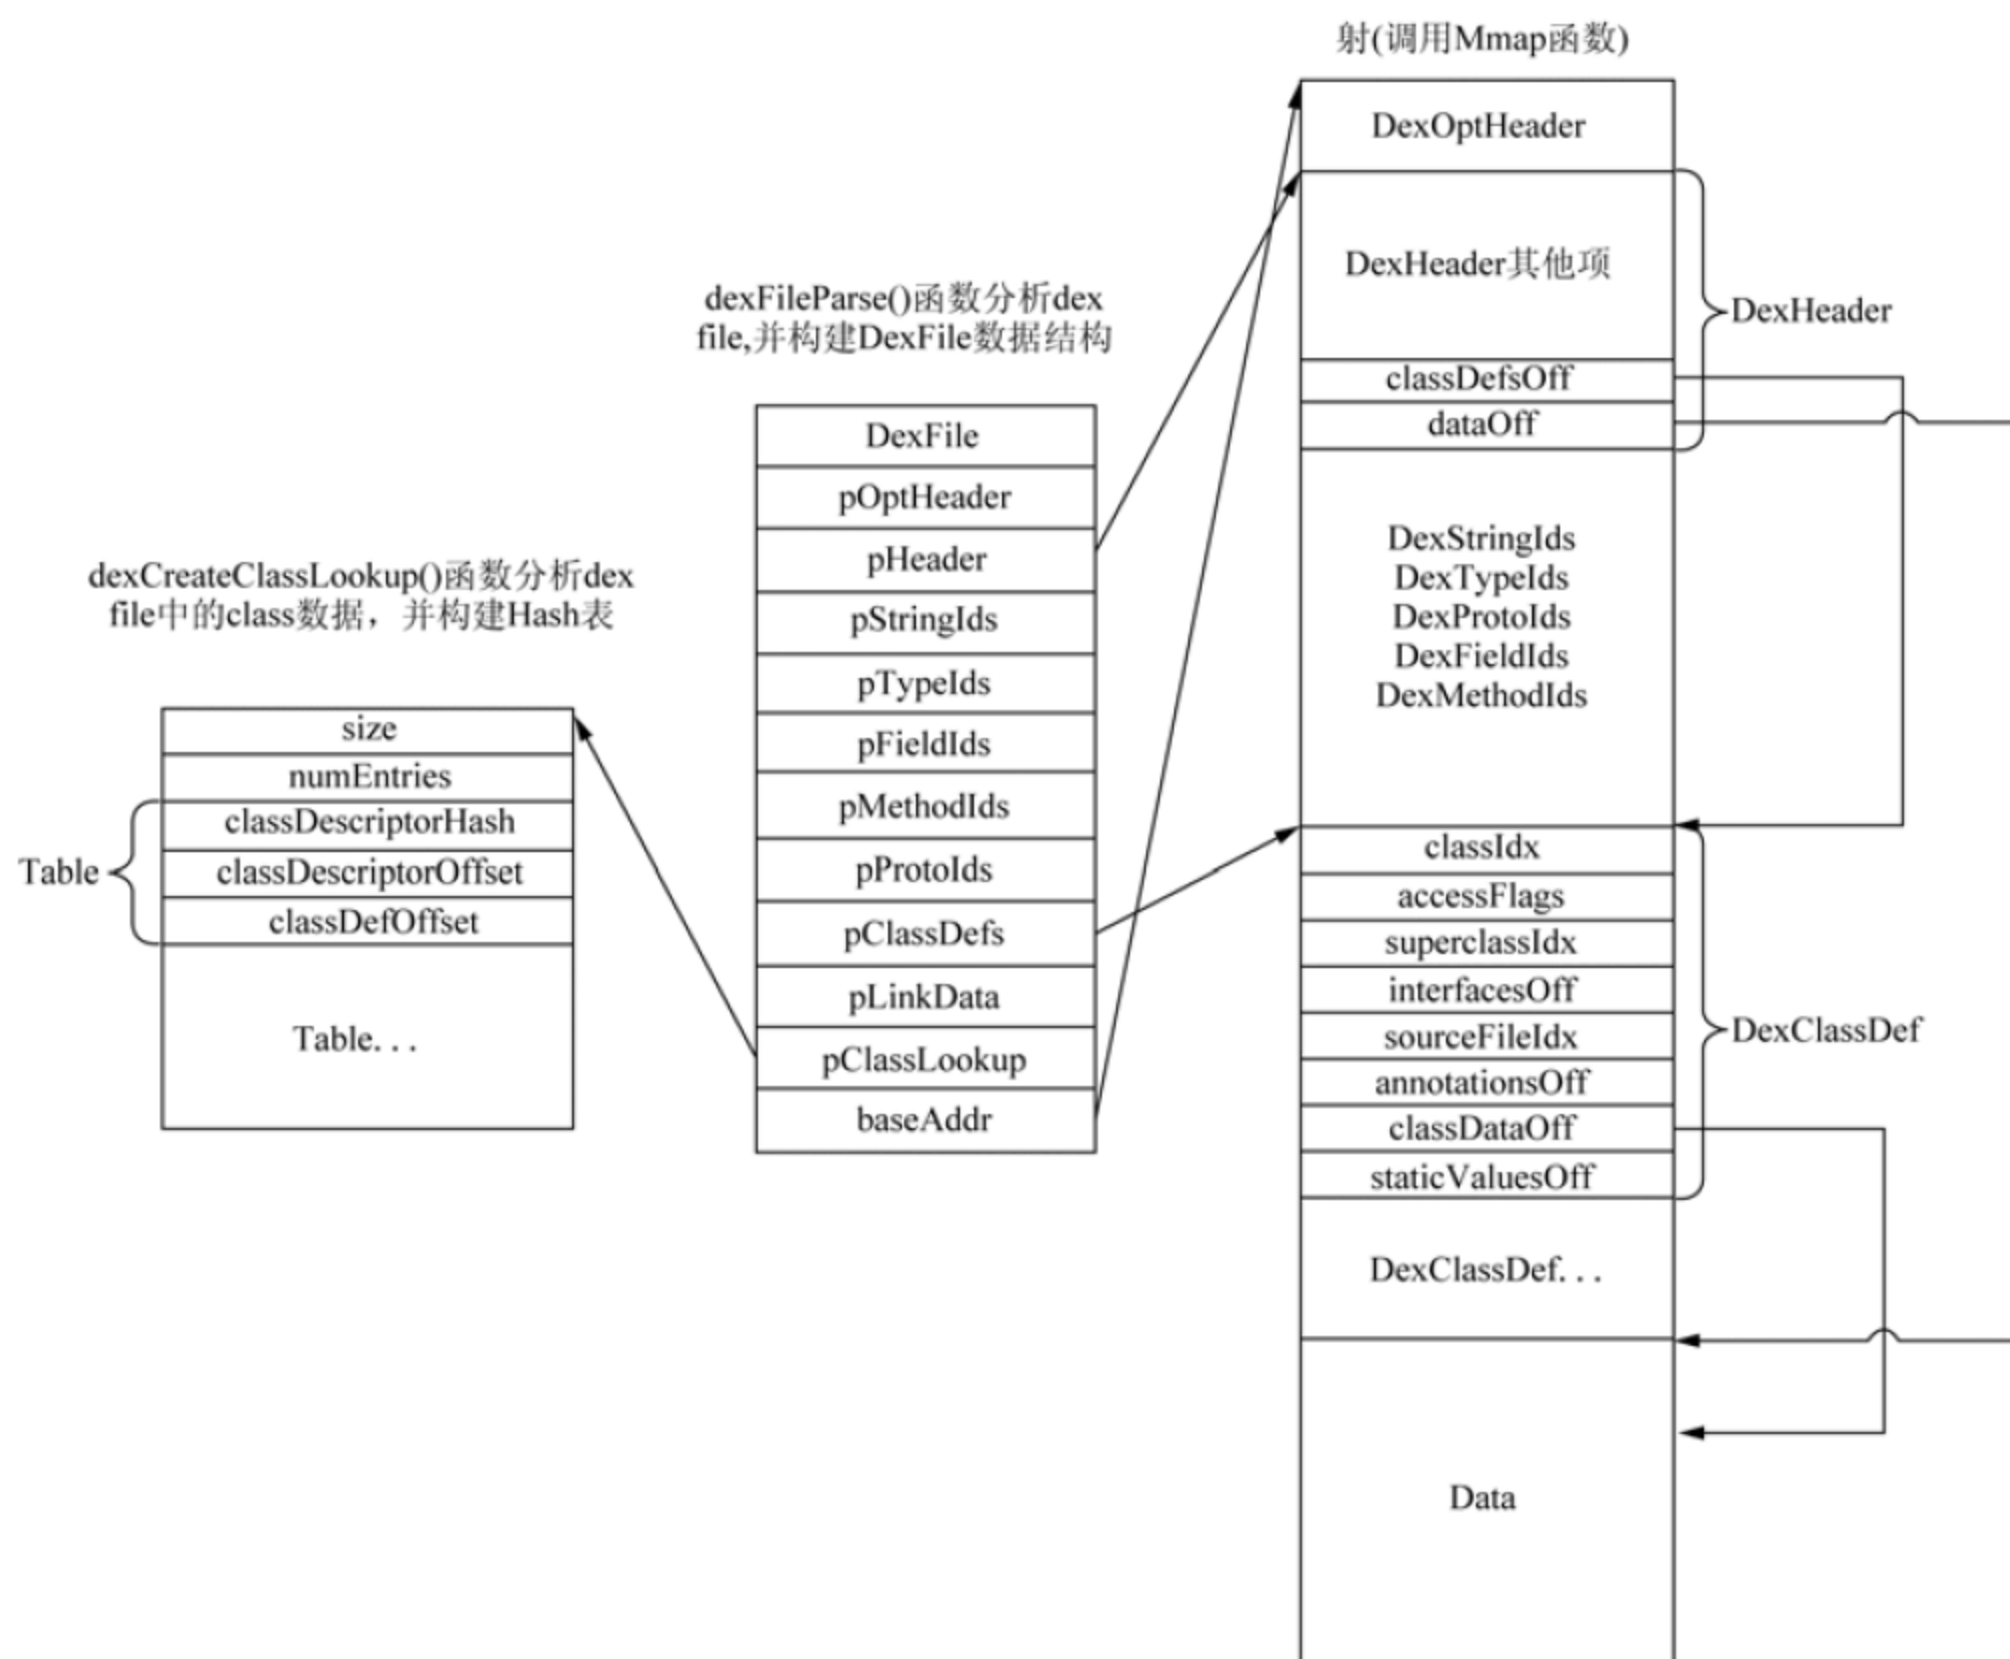 射(调用Mmap函数)
DexOptHeader
DexHeader其他项
DexHeader
classDefsOff
dataOff
DexStringIds
DexTypeIds
DexProtoIds
DexFieldIds
DexMethodIds
classIdx
accessFlags
superclassIdx
interfacesOff
sourceFileIdx
annotationsOff
classDataOff
staticValuesOff
DexClassDef
DexClassDef...
Data
dexFileParse()函数分析dex
file,并构建DexFile数据结构
DexFile
pOptHeader
pHeader
pStringIds
pTypeIds
pFieldIds
pMethodIds
pProtoIds
pClassDefs
pLinkData
pClassLookup
baseAddr
dexCreateClassLookup()函数分析dex
file中的class数据，并构建Hash表
size
numEntries
classDescriptorHash
classDescriptorOffset
classDefOffset
Table
Table...